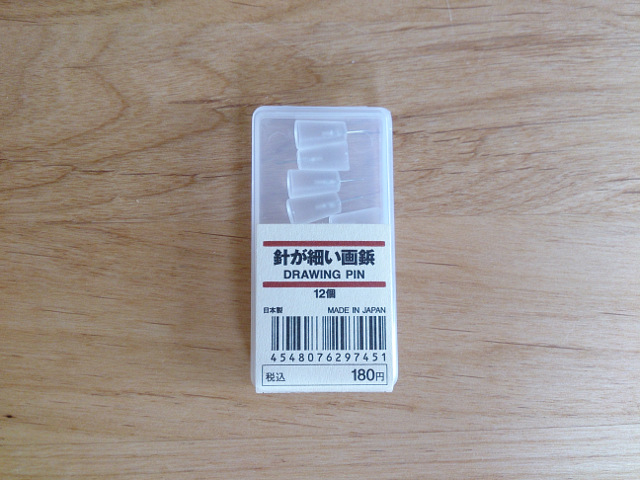 針が細い画鋲
DRAWING PIN
12個
日本製 MADE IN JAPAN
4548076297451
税込 180円